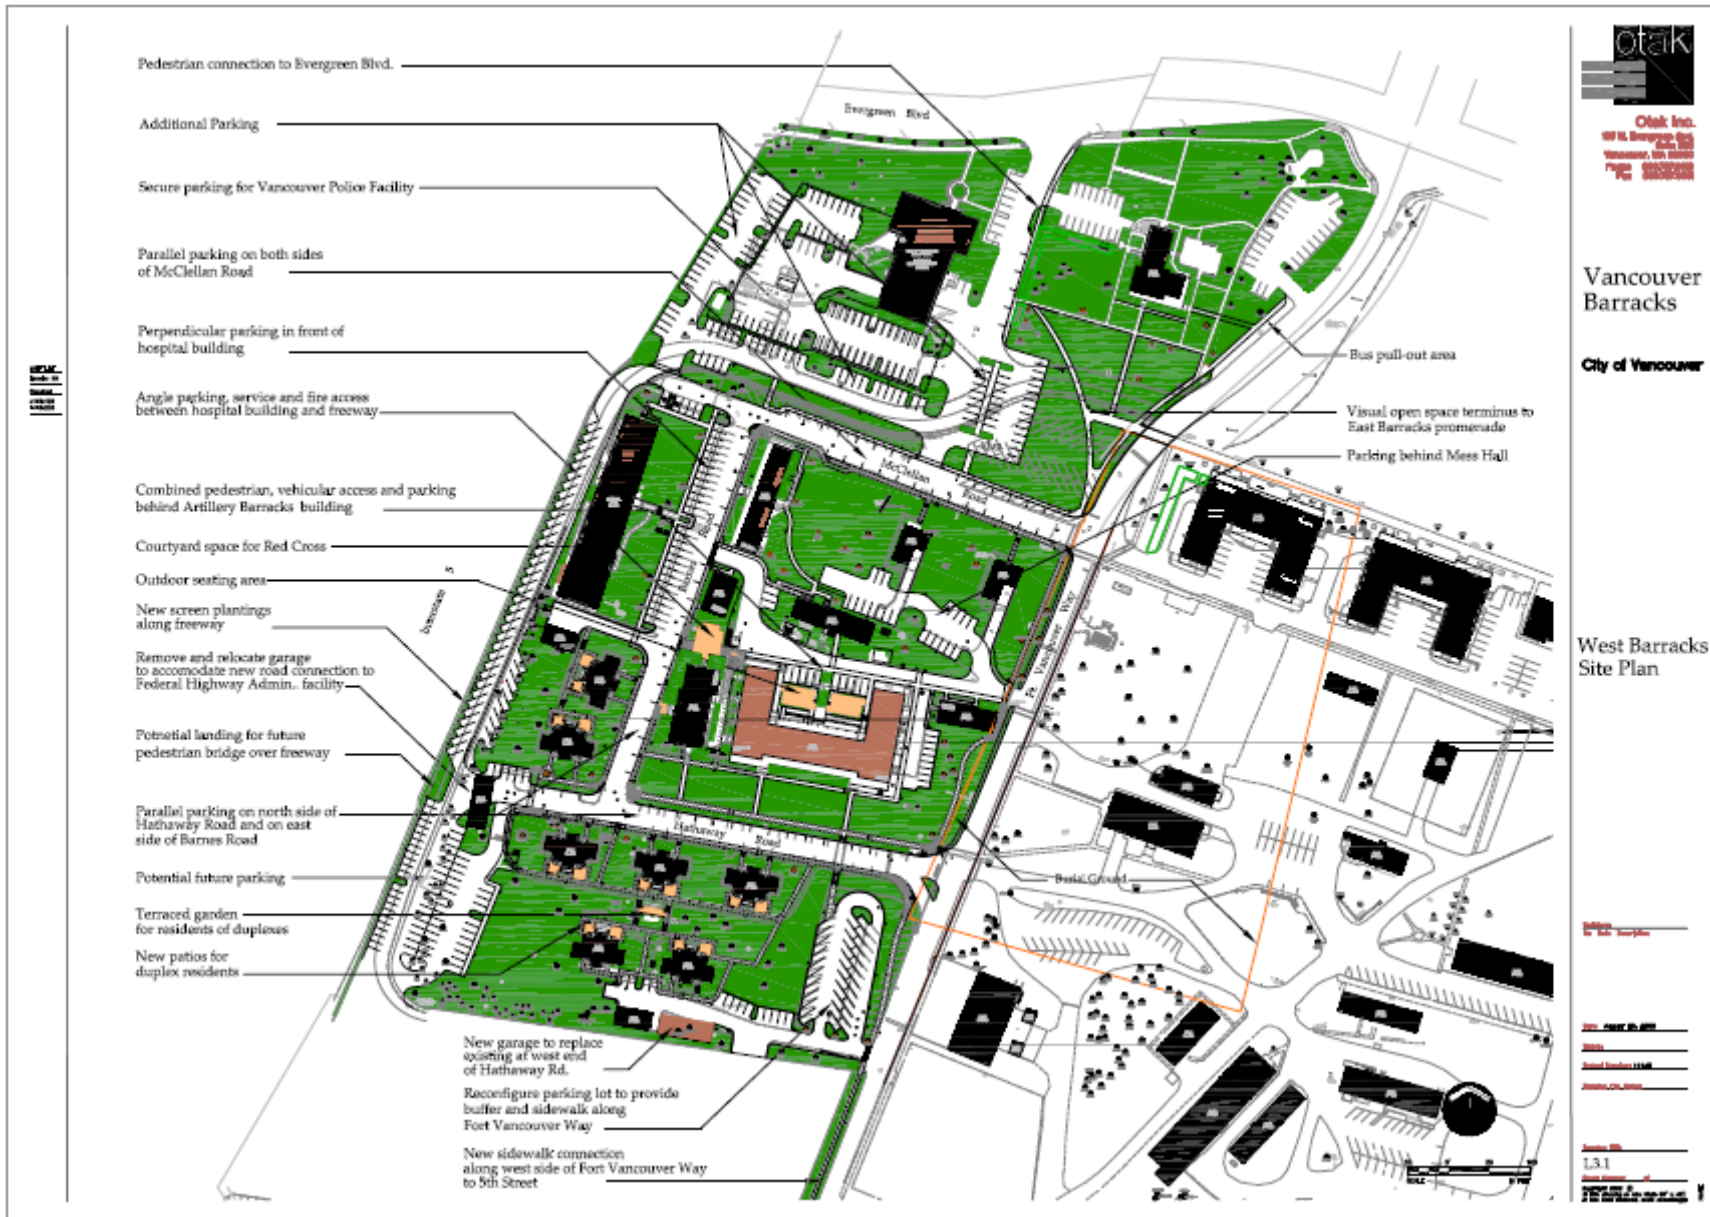 Pedestrian connection to Evergreen Blvd.
Additional Parking
Secure parking for Vancouver Police Facility
Parallel parking on both sides
of McClellan Road
Perpendicular parking in front of
hospital building
Angle parking, service and fire access
between hospital building and freeway
Combined pedestrian, vehicular access and parking
behind Artillery Barracks building
Courtyard space for Red Cross
Outdoor seating area
New screen plantings
along freeway
Remove and relocate garage
to accomodate new road connection to
Federal Highway Admin.. facility
Potnetial landing for future
pedestrian bridge over freeway
Parallel parking on north side of
Hathaway Road and on east
side of Barnes Road
Potential future parking
Terraced garden
for residents of duplexes
New patios for
duplex residents
New garage to replace
existing at west end
of Hathaway Rd.
Reconfigure parking lot to provide
buffer and sidewalk along
Fort Vancouver Way
New sidewalk connection
along west side of Fort Vancouver Way
to 5th Street
Evergreen Blvd
McClellan Road
Hathaway Road
Vancouver Way
Interstate 5
Burial Ground
Bus pull-out area
Visual open space terminus to
East Barracks promenade
Parking behind Mess Hall
otak
Otak Inc.
Vancouver
Barracks
City of Vancouver
West Barracks
Site Plan
L3.1